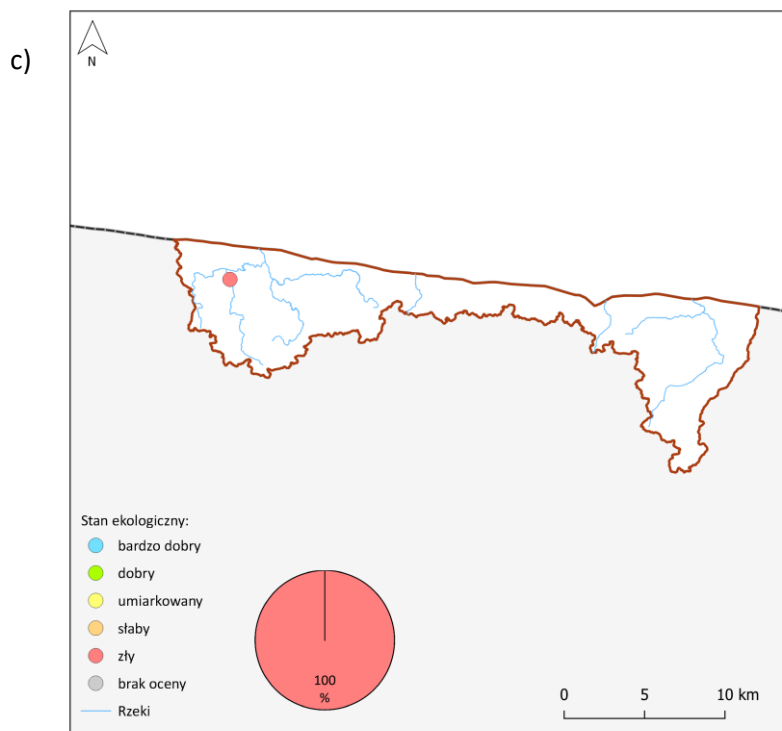 c)
N
Stan ekologiczny:
bardzo dobry
dobry
umiarkowany
słaby
zły
brak oceny
Rzeki
100
%
0 5 10 km